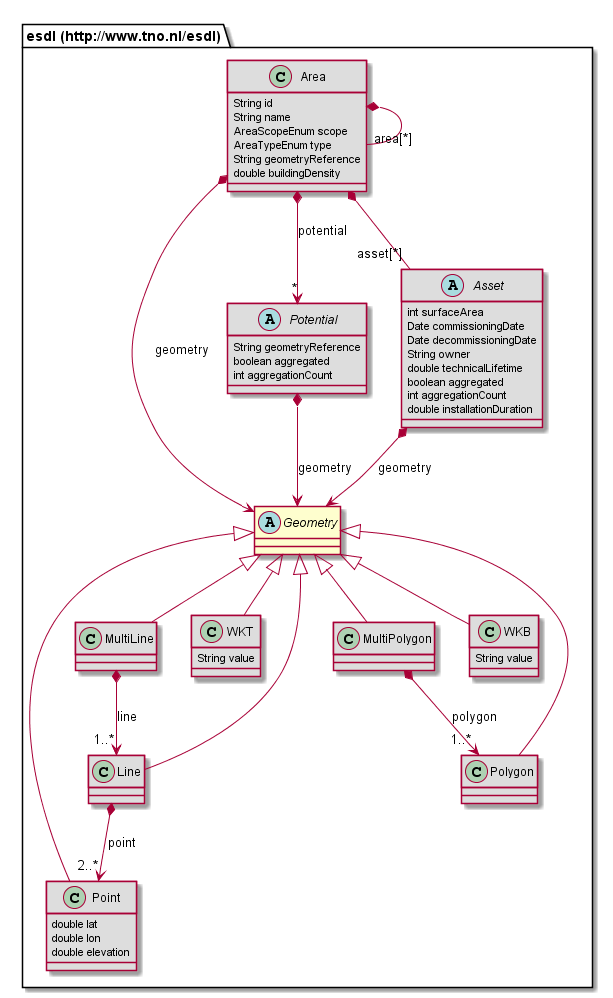 esdl (http://www.tno.nl/esdl)
C Area
String id
String name
AreaScopeEnum scope
AreaTypeEnum type
String geometryReference
double buildingDensity
area[*]
potential
*
asset[*]
geometry
A Potential
String geometryReference
boolean aggregated
int aggregationCount
A Asset
int surfaceArea
Date commissioningDate
Date decommissioningDate
String owner
double technicalLifetime
boolean aggregated
int aggregationCount
double installationDuration
geometry
geometry
A Geometry
C MultiLine
C WKT
String value
C MultiPolygon
C WKB
String value
line
1..*
polygon
1..*
C Line
C Polygon
point
2..*
C Point
double lat
double lon
double elevation